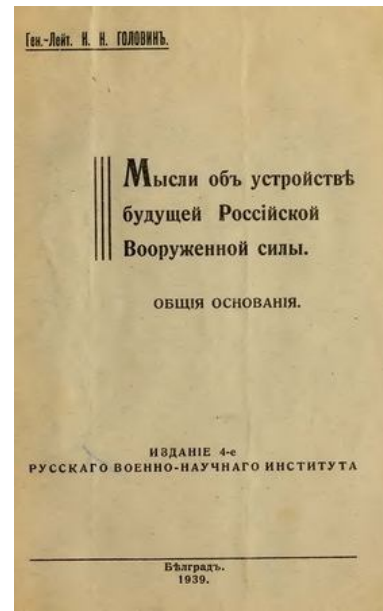 Ген.-Лейт. Н. Н. ГОЛОВИНЪ.
Мысли объ устройствѣ
будущей Россійской
Вооруженной силы.
ОБЩІЯ ОСНОВАНІЯ.
ИЗДАНІЕ 4-е
РУССКАГО ВОЕННО-НАУЧНАГО ИНСТИТУТА
Бѣлградъ.
1939.